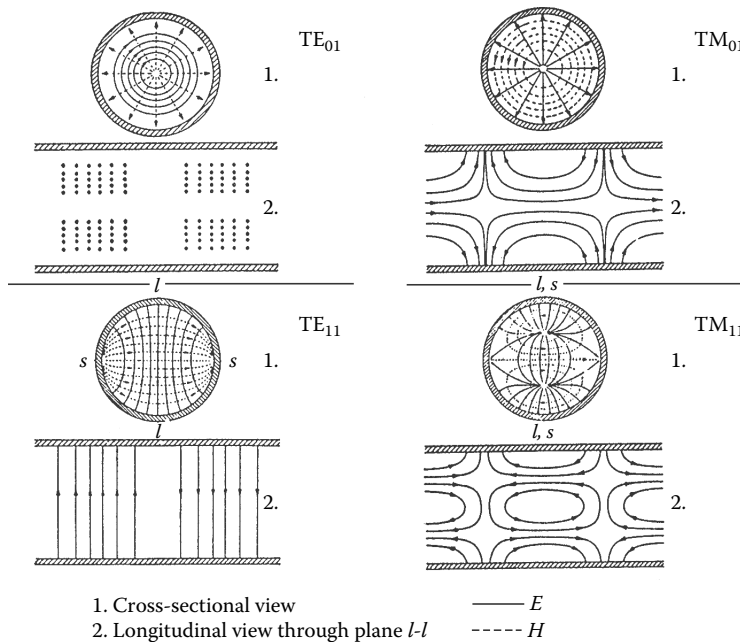 TE01
TM01
1.
1.
2.
2.
l
l, s
TE11
TM11
s
s
1.
1.
l
l, s
2.
2.
1. Cross-sectional view
E
2. Longitudinal view through plane l-l
H